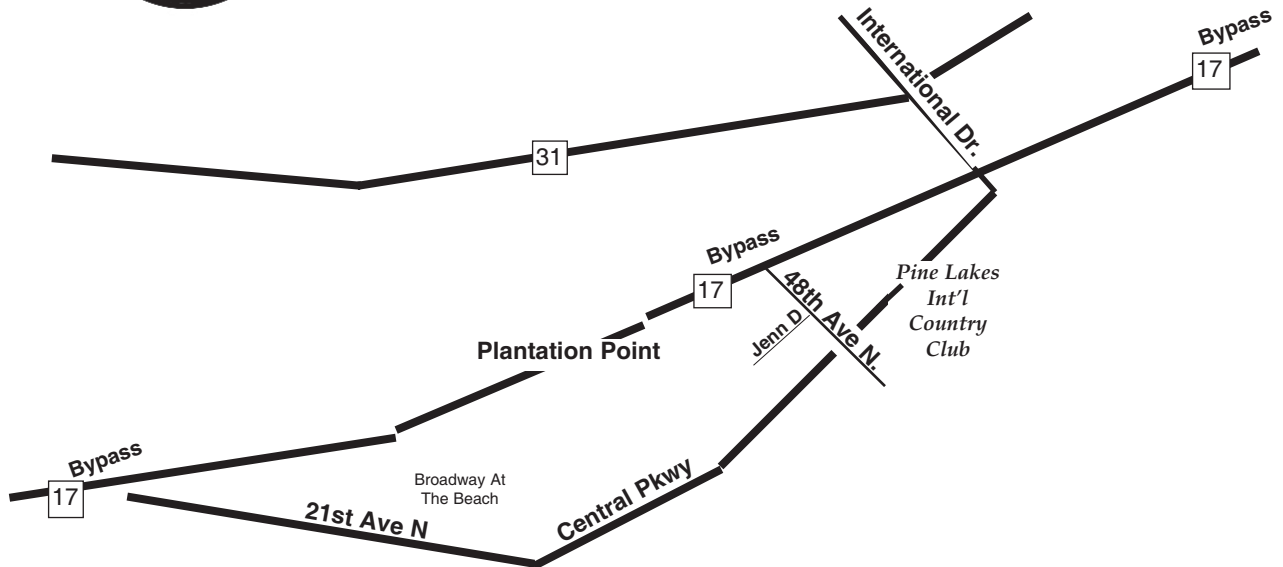 Bypass
17
International Dr.
31
Bypass
17
48th Ave N.
Jenn D
Pine Lakes
Int'l
Country
Club
Plantation Point
Bypass
17
Broadway At
The Beach
21st Ave N
Central Pkwy